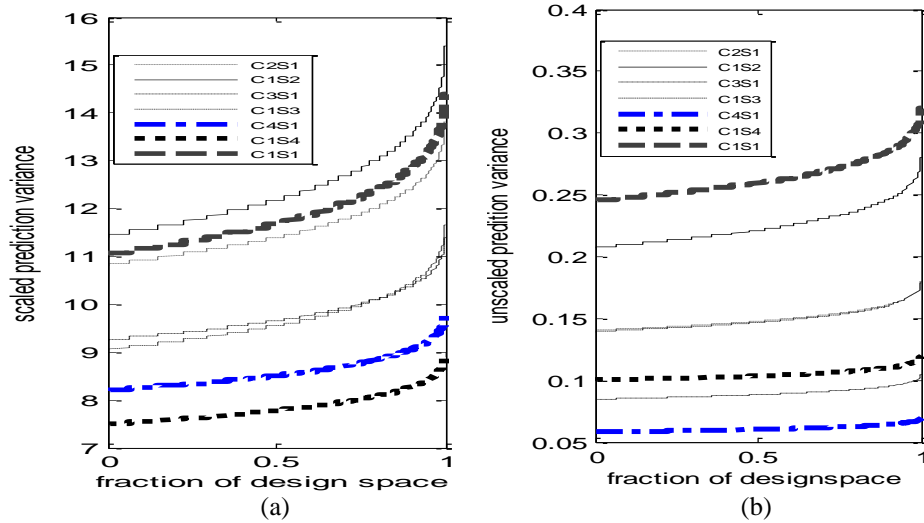 16
15
14
13
12
11
10
9
8
7
0
0.5
1
scaled prediction variance
fraction of design space
C2S1
C1S2
C3S1
C1S3
C4S1
C1S4
C1S1
(a)
0.4
0.35
0.3
0.25
0.2
0.15
0.1
0.05
0
0.5
1
unscaled predition variance
fraction of designspace
C2S1
C1S2
C3S1
C1S3
C4S1
C1S4
C1S1
(b)